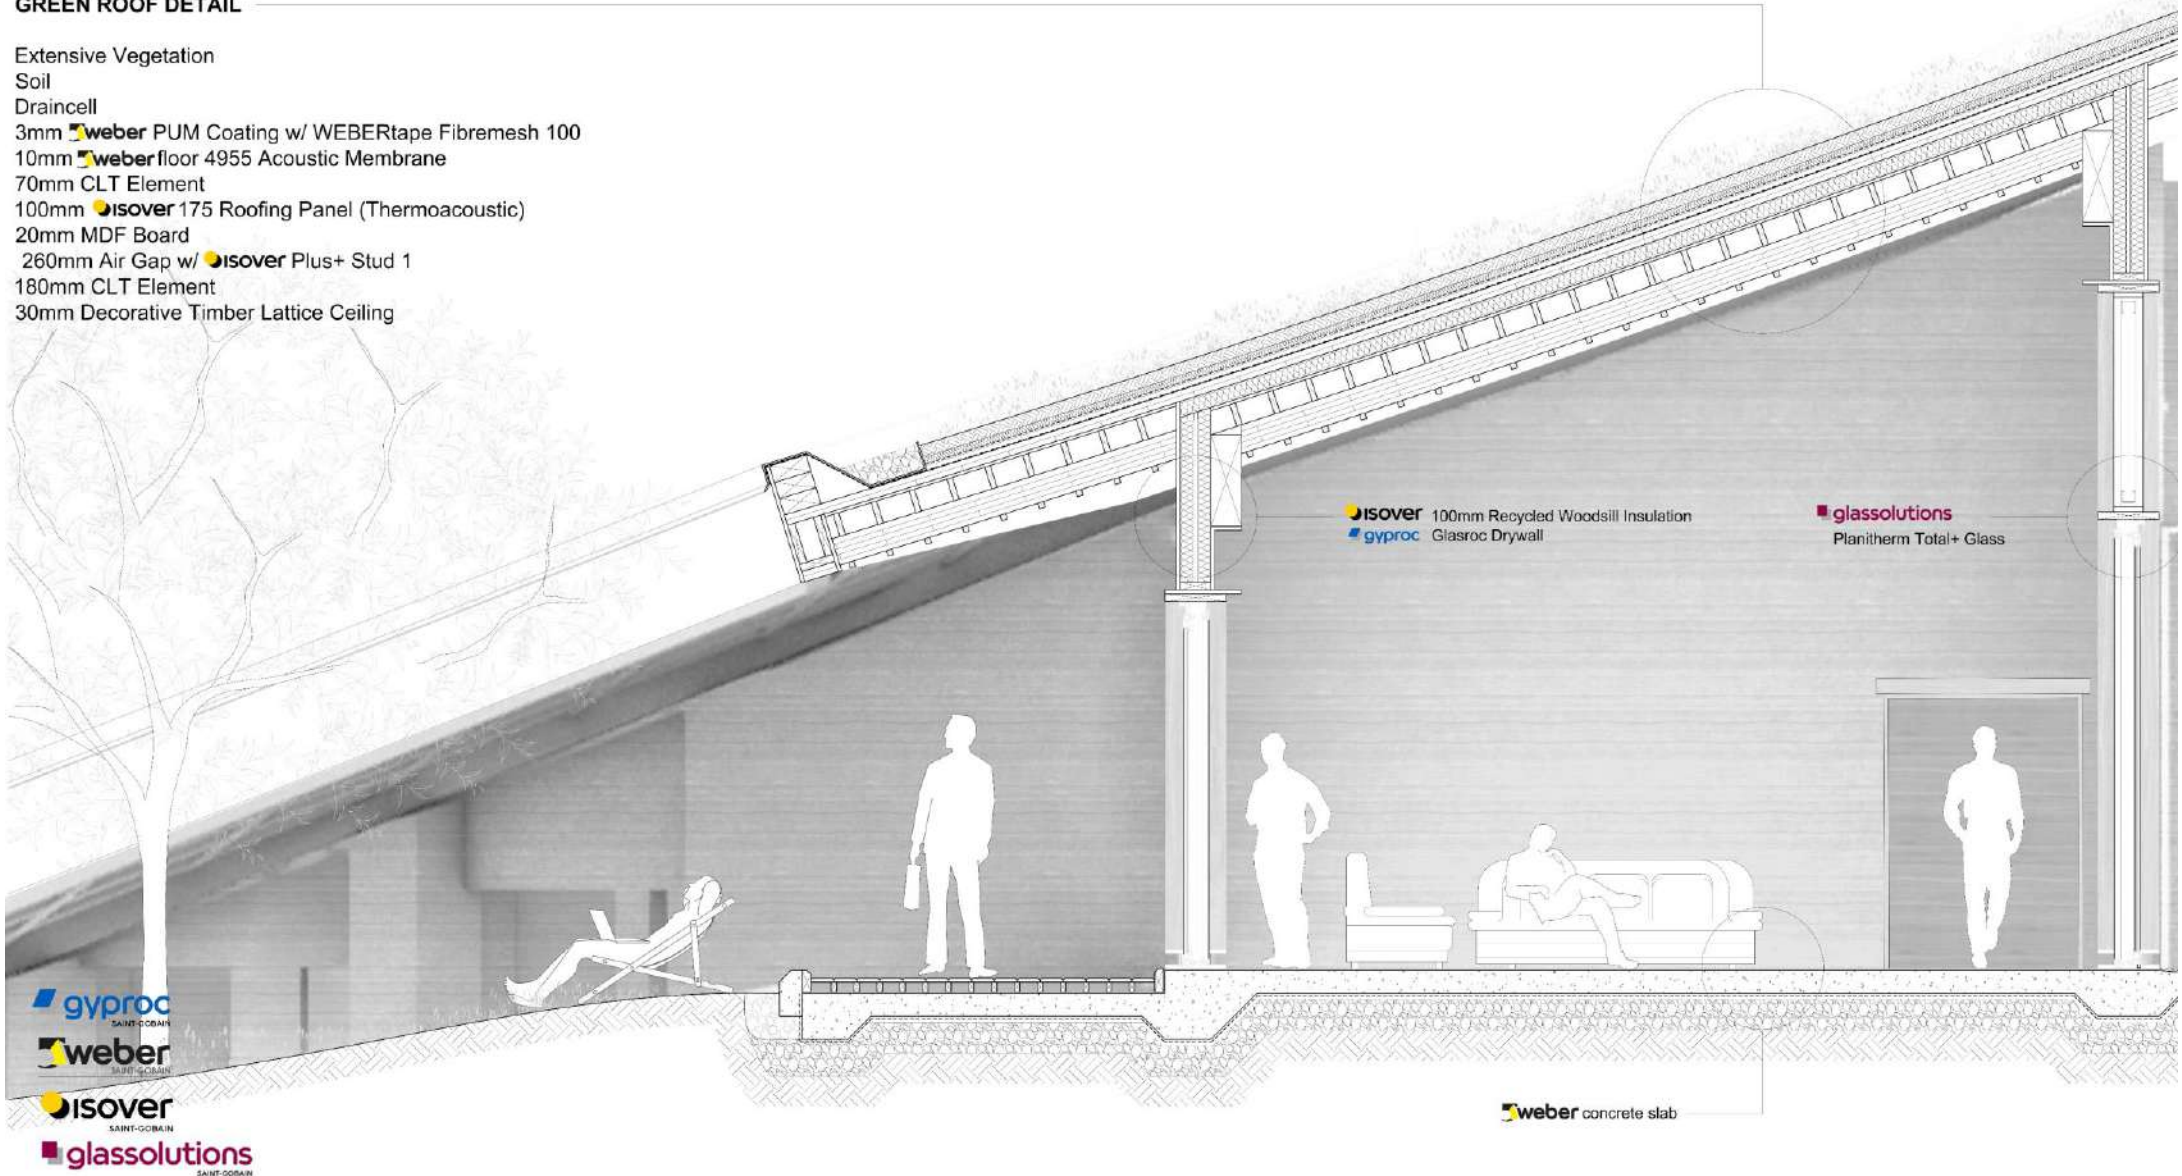 GREEN ROOF DETAIL
Extensive Vegetation
Soil
Draincell
3mm weber PUM Coating w/ WEBERtape Fibremesh 100
10mm weber floor 4955 Acoustic Membrane
70mm CLT Element
100mm isover 175 Roofing Panel (Thermoacoustic)
20mm MDF Board
260mm Air Gap w/ isover Plus+ Stud 1
180mm CLT Element
30mm Decorative Timber Lattice Ceiling
isover 100mm Recycled Woodsill Insulation
gyproc Glasroc Drywall
glassolutions
Planitherm Total+ Glass
gyproc
SAINT-GOBAIN
weber
SAINT-GOBAIN
isover
SAINT-GOBAIN
glassolutions
SAINT-GOBAIN
weber concrete slab